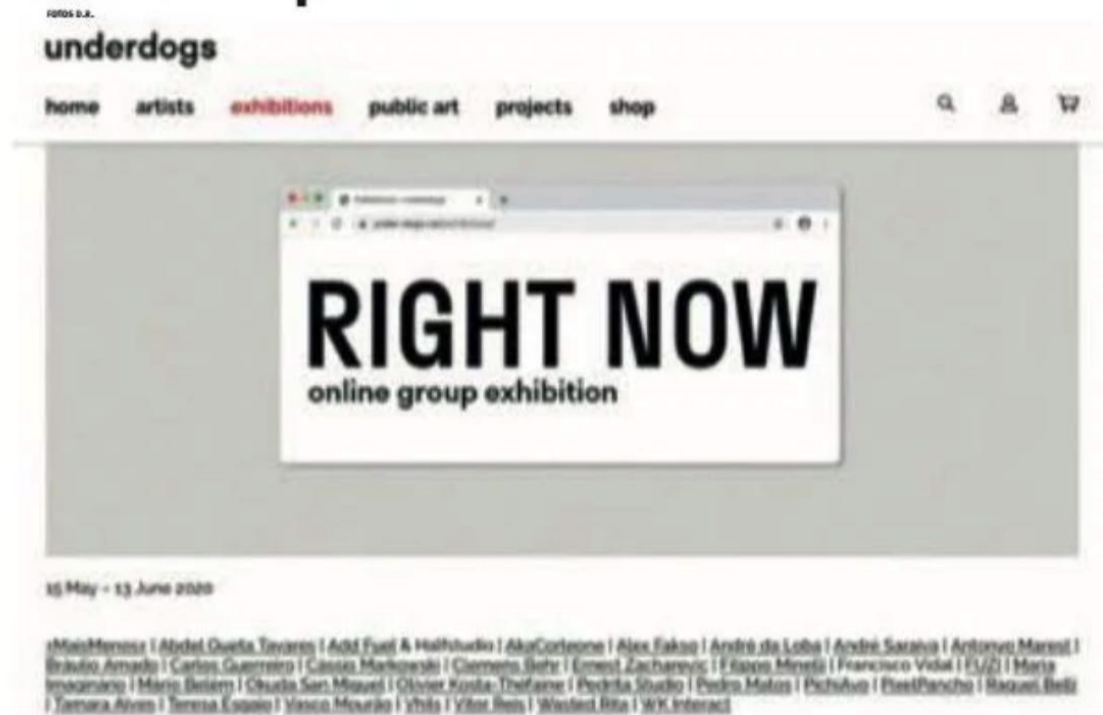 FOTOS D.R.
underdogs
home artists exhibitions public art projects shop
RIGHT NOW
online group exhibition
15 May – 13 June 2020
±MaisMenos± | Abdel Queta Tavares | Add Fuel & Halfstudio | AkaCorleone | Alex Fakso | André da Loba | André Saraiva | Antonyo Marest |
Bráulio Amado | Carlos Guerreiro | Cássio Markowski | Clemens Behr | Ernest Zacharevic | Filippo Minelli | Francisco Vidal | FUZI | Maria
Imaginário | Mário Belém | Okuda San Miguel | Olivier Kosta-Théfaine | Pedrita Studio | Pedro Matos | PichiAvo | PixelPancho | Raquel Belli
| Tamara Alves | Teresa Esgaio | Vasco Mourão | Vhils | Vitor Reis | Wasted Rita | WK Interact